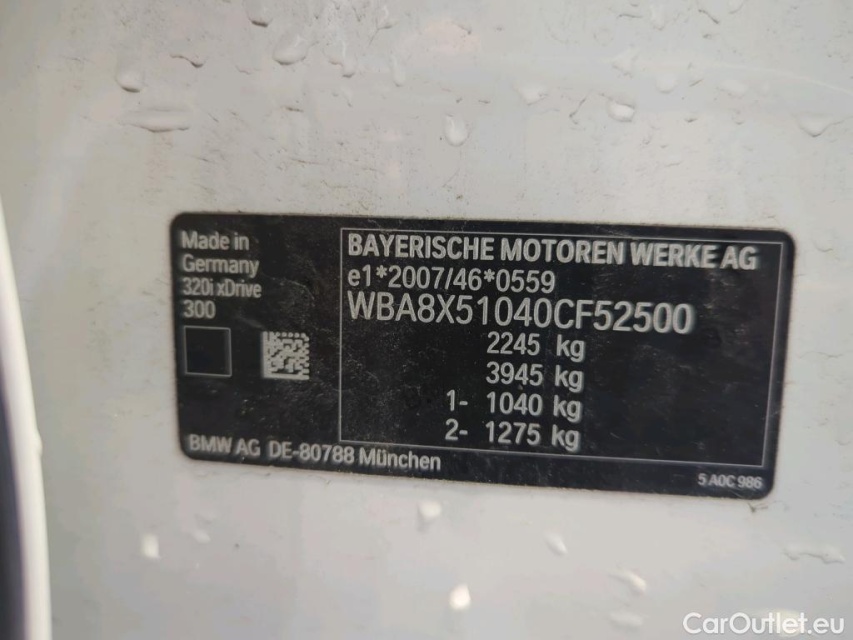 Made in
Germany
320i xDrive
300
BAYERISCHE MOTOREN WERKE AG
e1*2007/46*0559
WBA8X51040CF52500
2245 kg
3945 kg
1- 1040 kg
2- 1275 kg
BMW AG DE-80788 München
5 A0C 986
CarOutlet.eu